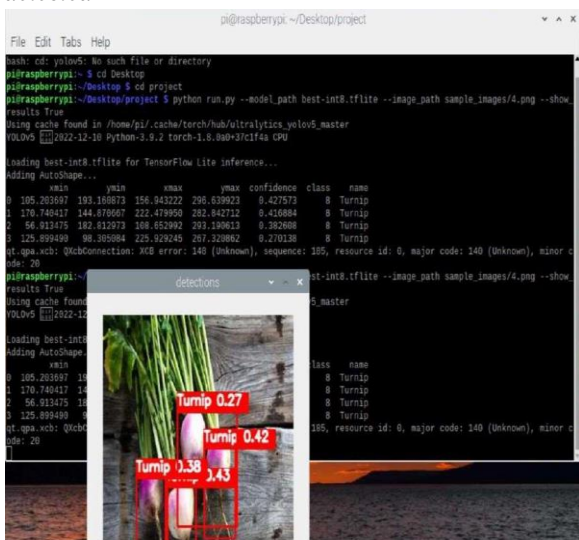 pi@raspberrypi: ~/Desktop/project
File Edit Tabs Help
bash: cd: yolov5: No such file or directory
pi@raspberrypi:~ $ cd Desktop
pi@raspberrypi:~/Desktop $ cd project
pi@raspberrypi:~/Desktop/project $ python run.py --model_path best-int8.tflite --image_path sample_images/4.png --show_
results True
Using cache found in /home/pi/.cache/torch/hub/ultralytics_yolov5_master
YOLOv5 2022-12-10 Python-3.9.2 torch-1.8.0a0+37c1f4a CPU
Loading best-int8.tflite for TensorFlow Lite inference...
Adding AutoShape...
xmin ymin xmax ymax confidence class name
0 105.203697 193.160873 156.943222 296.639923 0.427573 8 Turnip
1 170.740417 144.870667 222.479950 282.842712 0.416884 8 Turnip
2 56.913475 182.812973 108.652992 293.190613 0.382608 8 Turnip
3 125.899490 98.305084 225.929245 267.320862 0.270138 8 Turnip
qt.qpa.xcb: QXcbConnection: XCB error: 148 (Unknown), sequence: 185, resource id: 0, major code: 140 (Unknown), minor c
ode: 20
pi@raspberrypi:~/ st-int8.tflite --image_path sample_images/4.png --show_
results True
Using cache found v5_master
YOLOv5 2022-12
Loading best-int8
Adding AutoShape.
xmin lass name
0 105.203697 19 8 Turnip
1 170.740417 14 8 Turnip
2 56.913475 18 8 Turnip
3 125.899490 9 8 Turnip
qt.qpa.xcb: QXcbC 185, resource id: 0, major code: 140 (Unknown), minor c
ode: 20
detections
Turnip 0.27
Turnip 0.42
Turnip 0.38
0.43